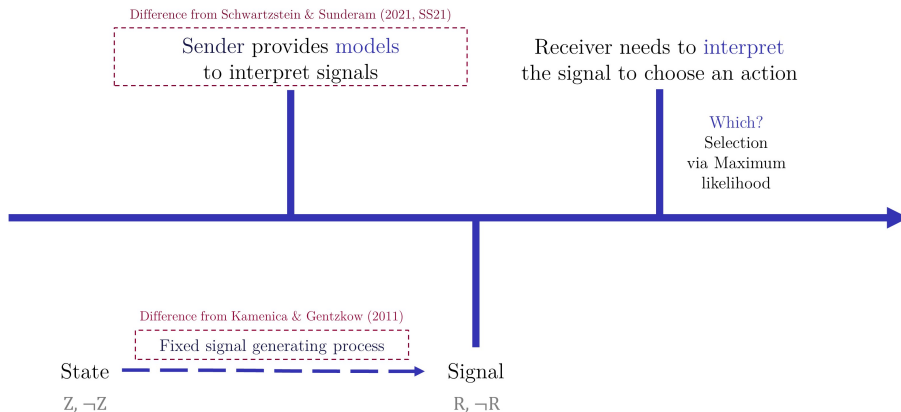 Difference from Schwartzstein & Sunderam (2021, SS21)
Sender provides models
to interpret signals
Receiver needs to interpret
the signal to choose an action
Which?
Selection
via Maximum
likelihood
Difference from Kamenica & Gentzkow (2011)
Fixed signal generating process
State
Signal
Z, ¬Z
R, ¬R